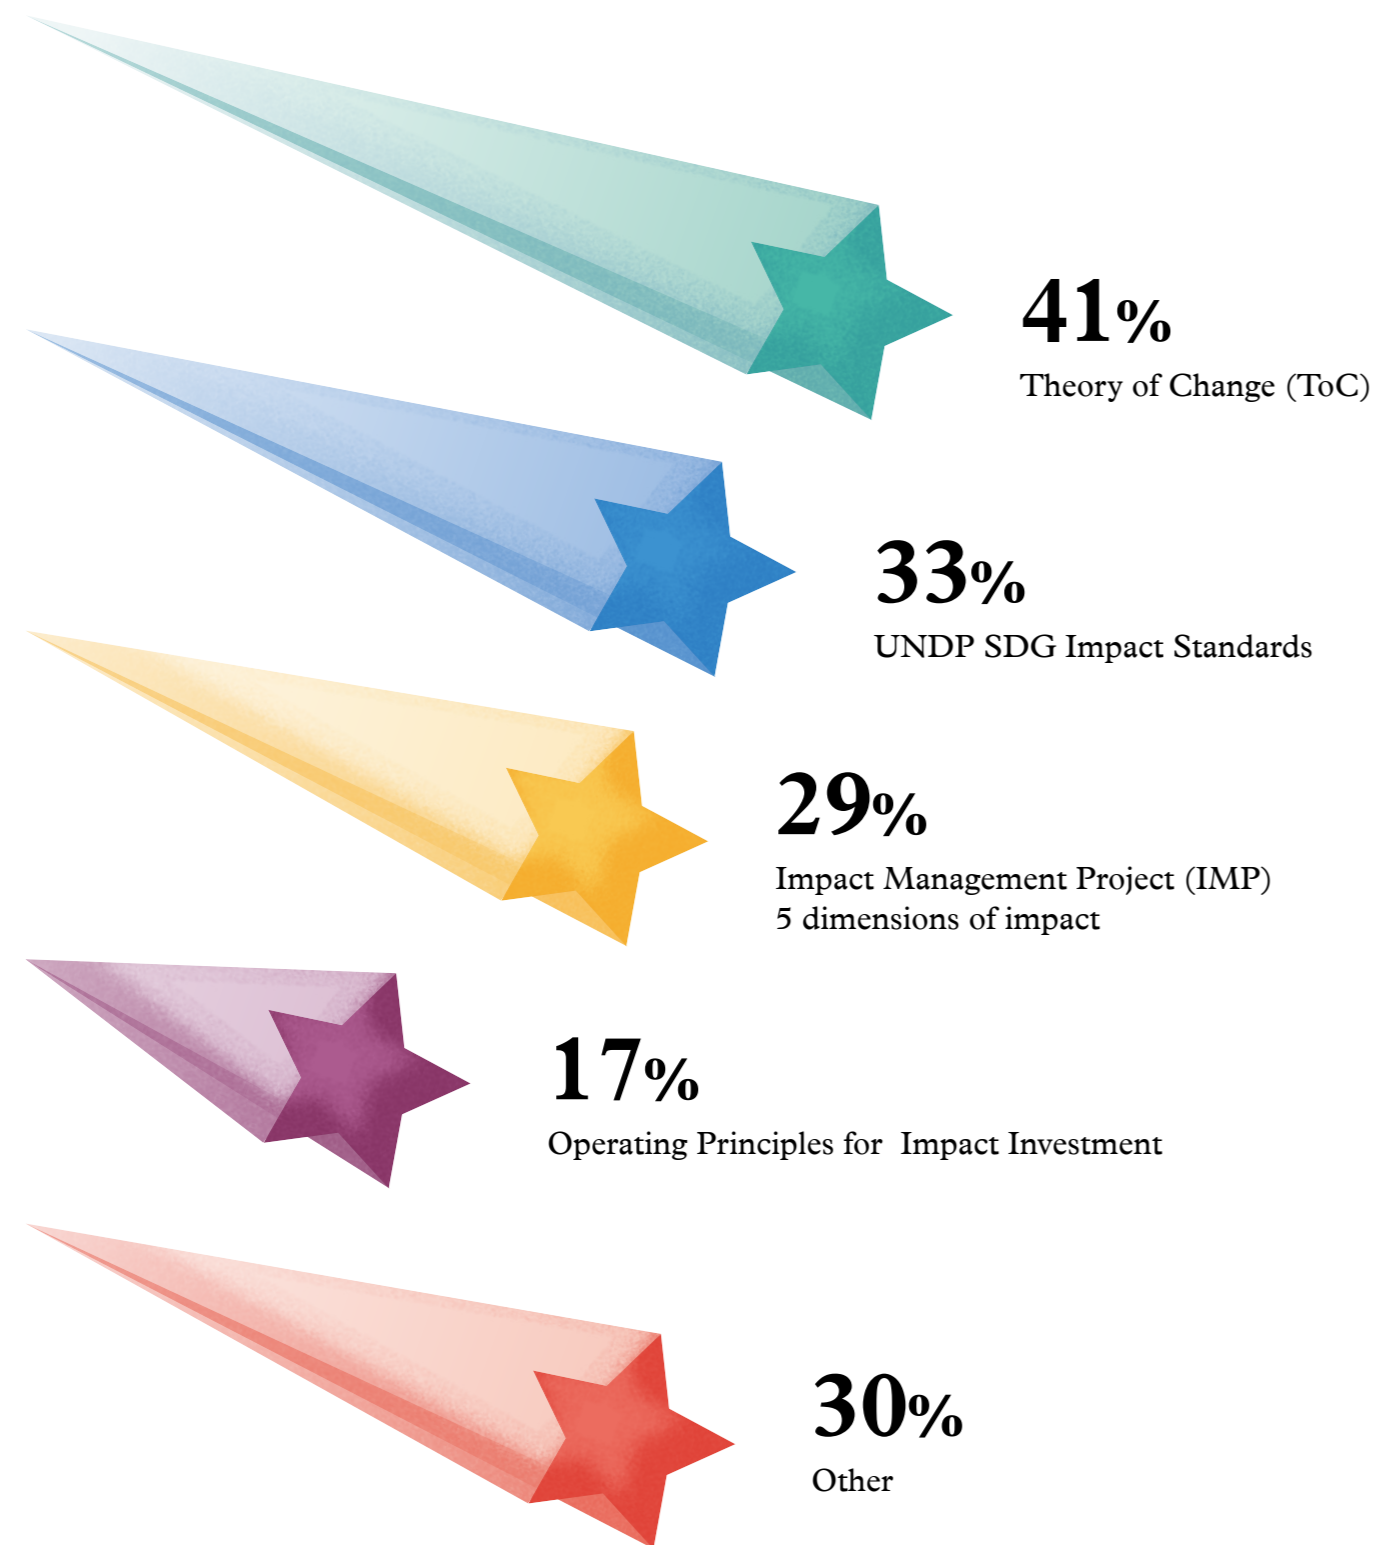 41%
Theory of Change (ToC)
33%
UNDP SDG Impact Standards
29%
Impact Management Project (IMP)
5 dimensions of impact
17%
Operating Principles for  Impact Investment
30%
Other